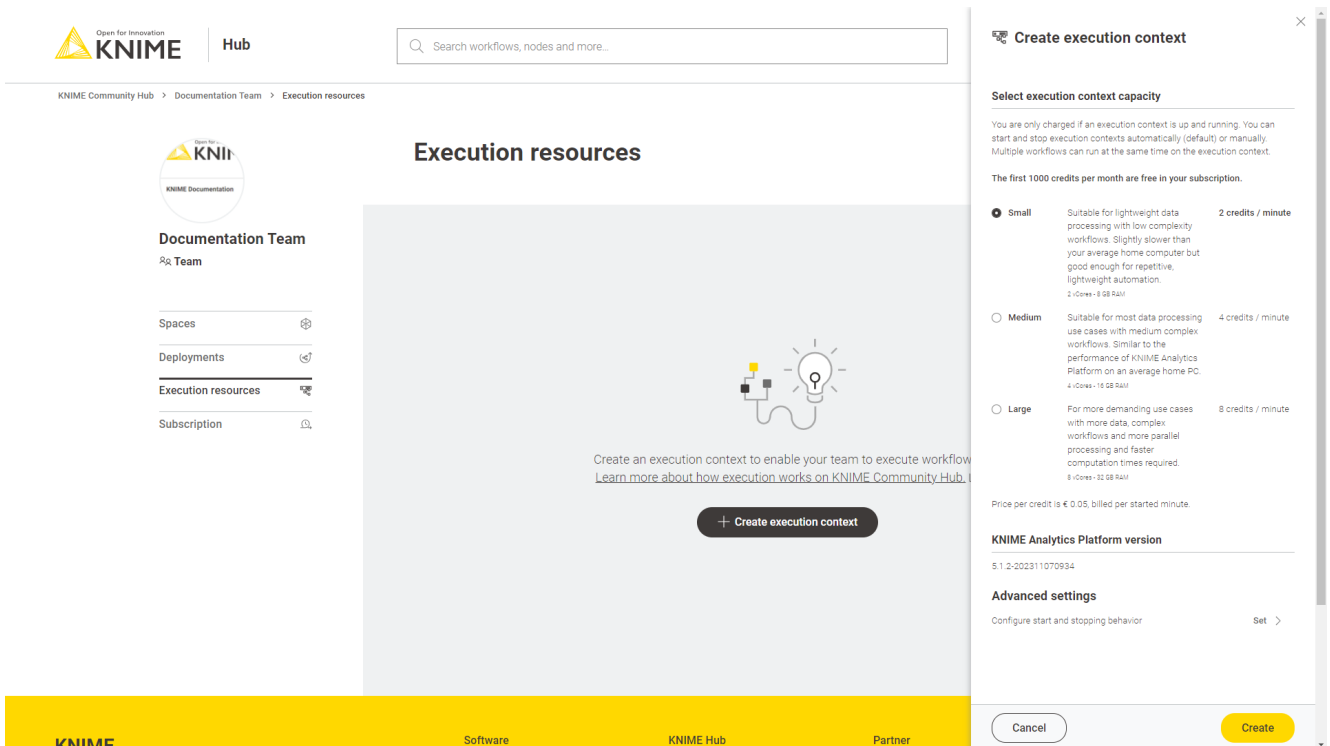 Open for Innovation
KNIME
Hub
Search workflows, nodes and more...
KNIME Community Hub > Documentation Team > Execution resources
Open for
KNI
KNIME Documentation
Documentation Team
Team
Spaces
Deployments
Execution resources
Subscription
Execution resources
Create an execution context to enable your team to execute workflow
Learn more about how execution works on KNIME Community Hub.
+ Create execution context
KNIME
Software
KNIME Hub
Partner
Create execution context
Select execution context capacity
You are only charged if an execution context is up and running. You can
start and stop execution contexts automatically (default) or manually.
Multiple workflows can run at the same time on the execution context.
The first 1000 credits per month are free in your subscription.
Small
Suitable for lightweight data
processing with low complexity
workflows. Slightly slower than
your average home computer but
good enough for repetitive,
lightweight automation.
2 vCores - 8 GB RAM
2 credits / minute
Medium
Suitable for most data processing
use cases with medium complex
workflows. Similar to the
performance of KNIME Analytics
Platform on an average home PC.
4 vCores - 16 GB RAM
4 credits / minute
Large
For more demanding use cases
with more data, complex
workflows and more parallel
processing and faster
computation times required.
8 vCores - 32 GB RAM
8 credits / minute
Price per credit is € 0.05, billed per started minute.
KNIME Analytics Platform version
5.1.2-202311070934
Advanced settings
Configure start and stopping behavior
Set >
Cancel
Create